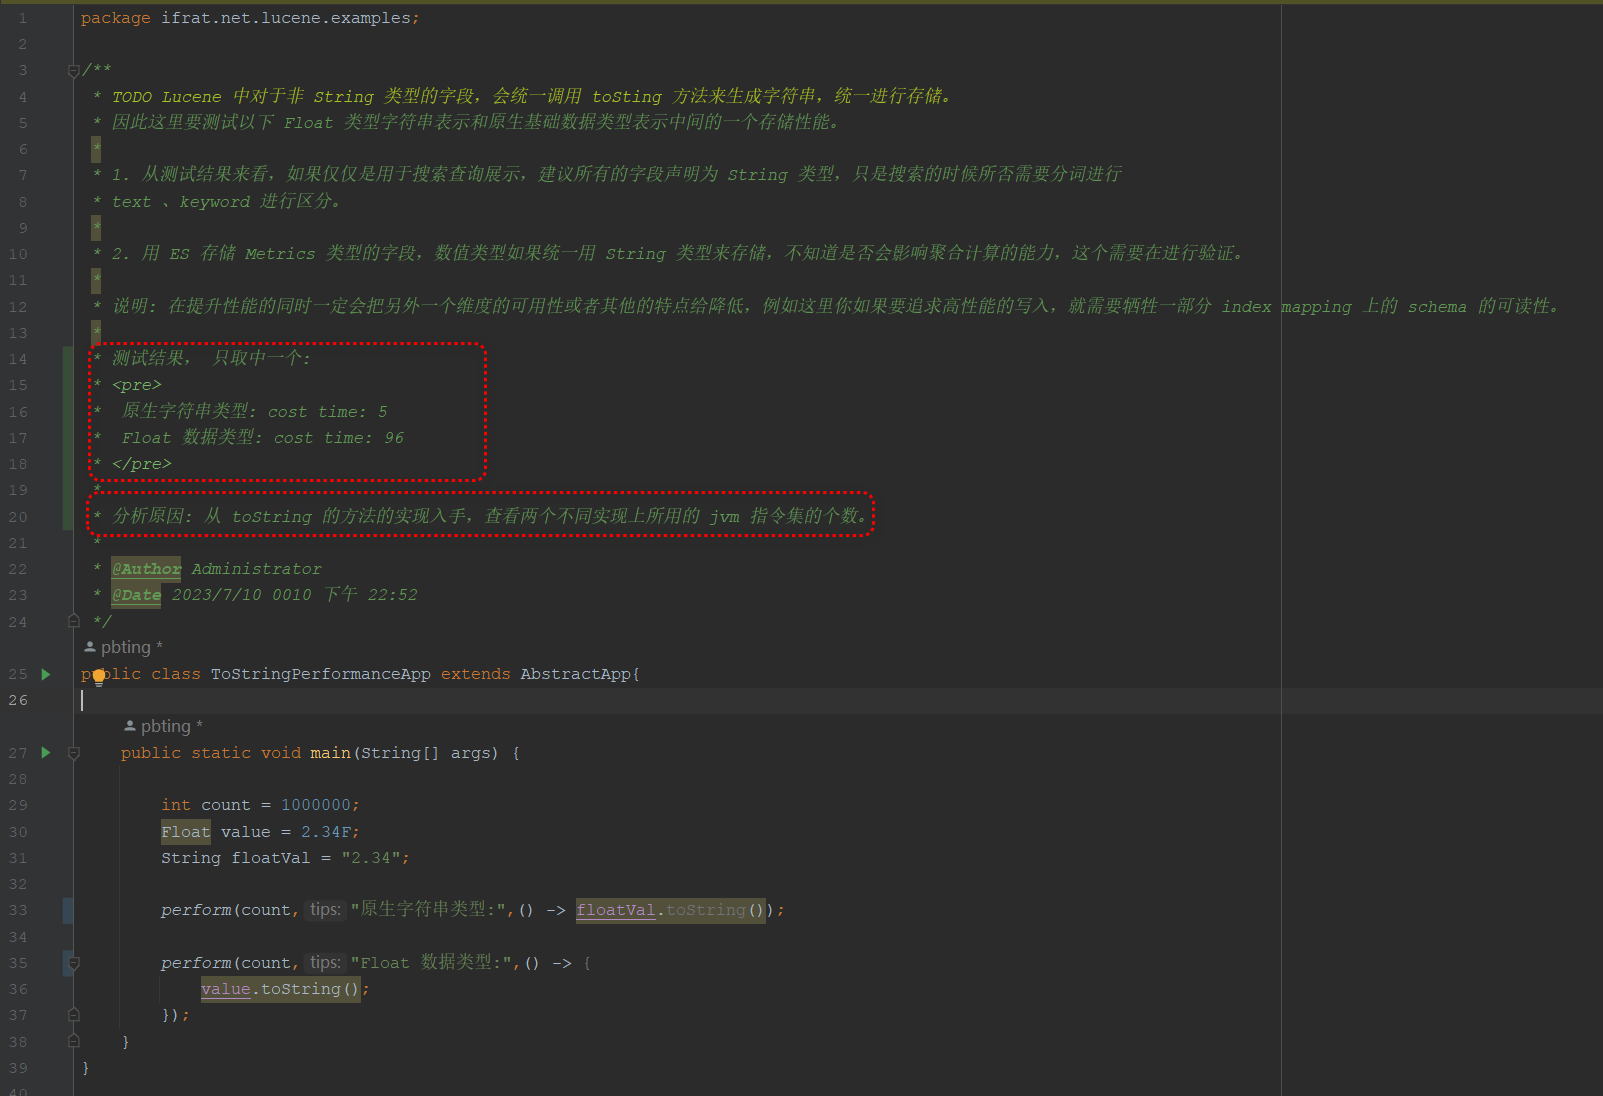 1 package ifrat.net.lucene.examples;
2
3 /**
4 * TODO Lucene 中对于非 String 类型的字段，会统一调用 toSting 方法来生成字符串，统一进行存储。
5 * 因此这里要测试以下 Float 类型字符串表示和原生基础数据类型表示中间的一个存储性能。
6 *
7 * 1. 从测试结果来看，如果仅仅是用于搜索查询展示，建议所有的字段声明为 String 类型，只是搜索的时候所否需要分词进行
8 * text 、keyword 进行区分。
9 *
10 * 2. 用 ES 存储 Metrics 类型的字段，数值类型如果统一用 String 类型来存储，不知道是否会影响聚合计算的能力，这个需要在进行验证。
11 *
12 * 说明: 在提升性能的同时一定会把另外一个维度的可用性或者其他的特点给降低，例如这里你如果要追求高性能的写入，就需要牺牲一部分 index mapping 上的 schema 的可读性。
13 *
14 * 测试结果， 只取中一个:
15 * <pre>
16 * 原生字符串类型: cost time: 5
17 * Float 数据类型: cost time: 96
18 * </pre>
19 *
20 * 分析原因: 从 toString 的方法的实现入手，查看两个不同实现上所用的 jvm 指令集的个数。
21 *
22 * @Author Administrator
23 * @Date 2023/7/10 0010 下午 22:52
24 */
pbting *
25 public class ToStringPerformanceApp extends AbstractApp{
26
pbting *
27 public static void main(String[] args) {
28
29 int count = 1000000;
30 Float value = 2.34F;
31 String floatVal = "2.34";
32
33 perform(count, tips: "原生字符串类型:",() -> floatVal.toString());
34
35 perform(count, tips: "Float 数据类型:",() -> {
36 value.toString();
37 });
38 }
39 }
40